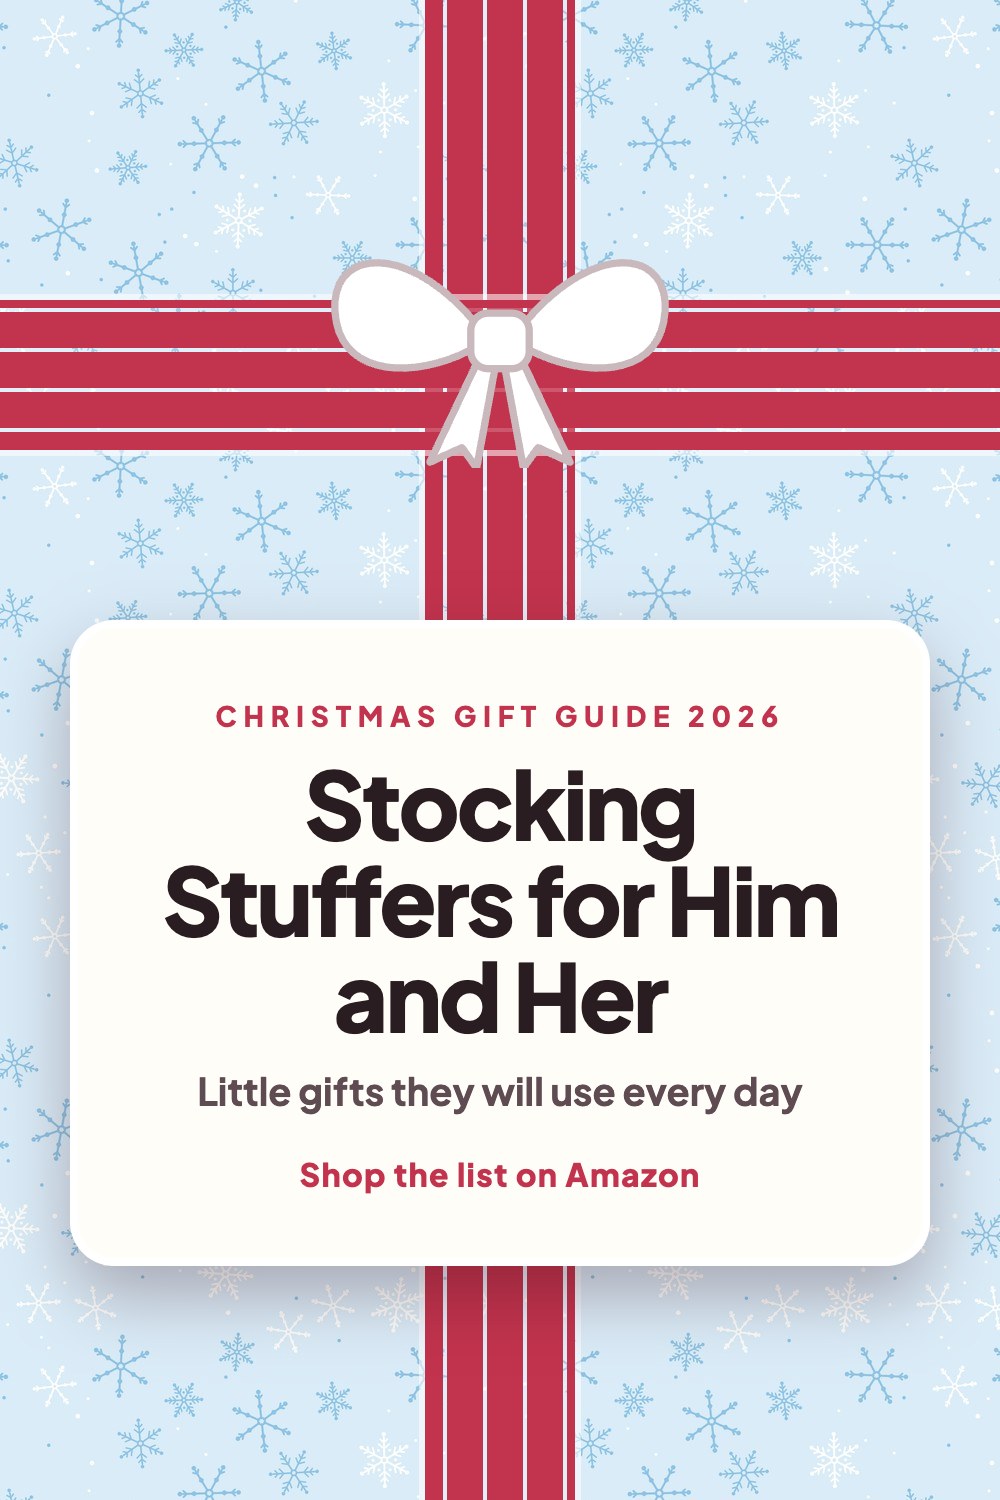 CHRISTMAS GIFT GUIDE 2026
Stocking
Stuffers for Him
and Her
Little gifts they will use every day
Shop the list on Amazon